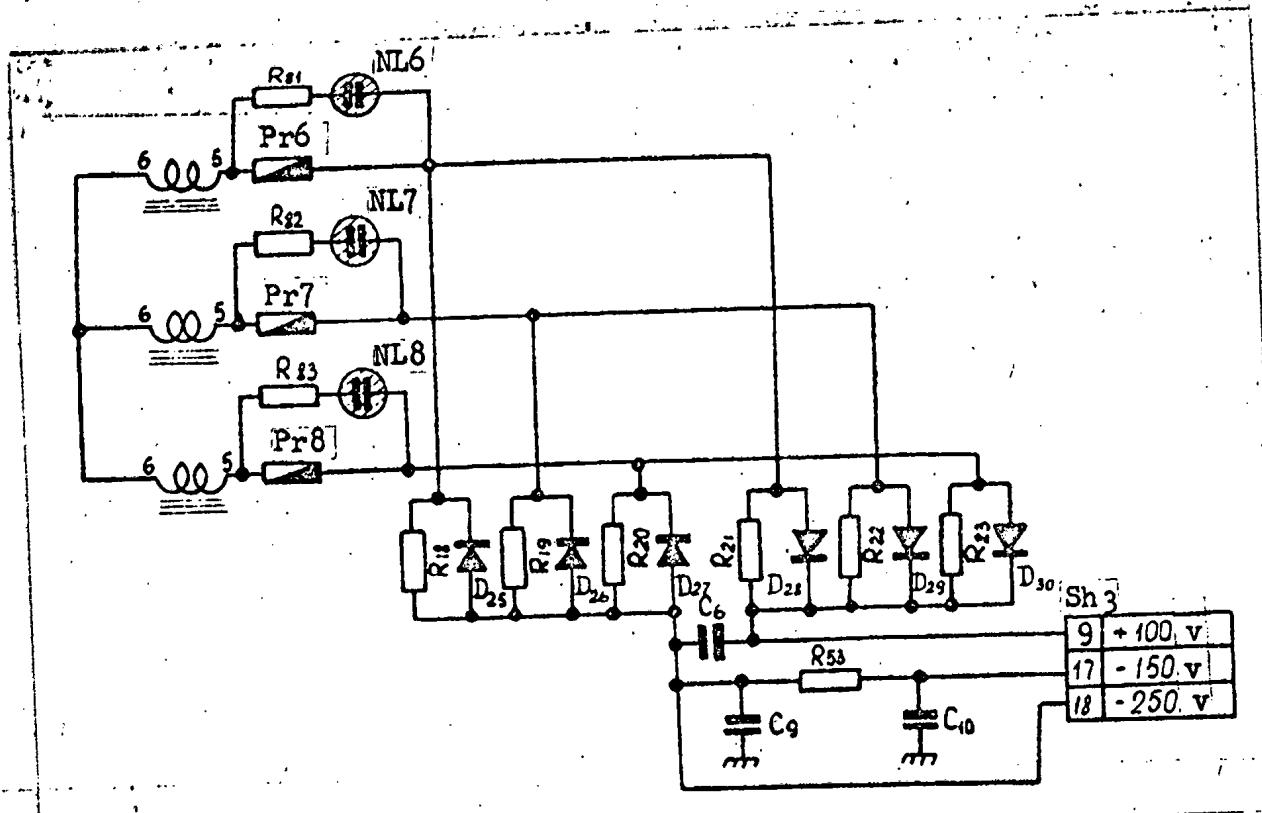 R81 NL6
Pr6
6 5
R82 NL7
Pr7
6 5
R83 NL8
Pr8
6 5
R18 D25 R19 D26 R20 D27 R21 D28 R22 D29 R23 D30
C6
Sh 3
9 +100 v
R53
17 -150 v
18 -250 v
C9 C10